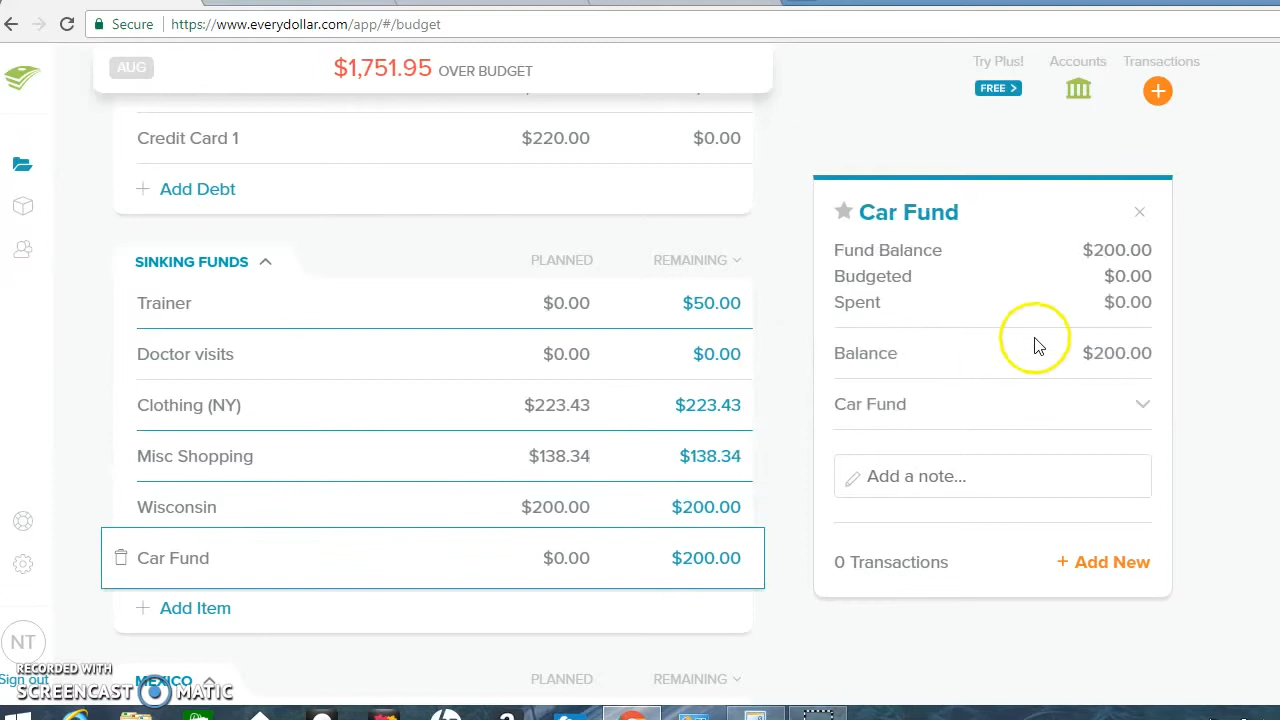 Secure https://www.everydollar.com/app/#/budget
AUG $1,751.95 OVER BUDGET
Try Plus! Accounts Transactions
FREE >
Credit Card 1 $220.00 $0.00
+ Add Debt
SINKING FUNDS PLANNED REMAINING
Trainer $0.00 $50.00
Doctor visits $0.00 $0.00
Clothing (NY) $223.43 $223.43
Misc Shopping $138.34 $138.34
Wisconsin $200.00 $200.00
Car Fund $0.00 $200.00
+ Add Item
MEXICO PLANNED REMAINING
Car Fund
Fund Balance $200.00
Budgeted $0.00
Spent $0.00
Balance $200.00
Car Fund
Add a note...
0 Transactions + Add New
NT
Sign out
RECORDED WITH
SCREENCAST MATIC